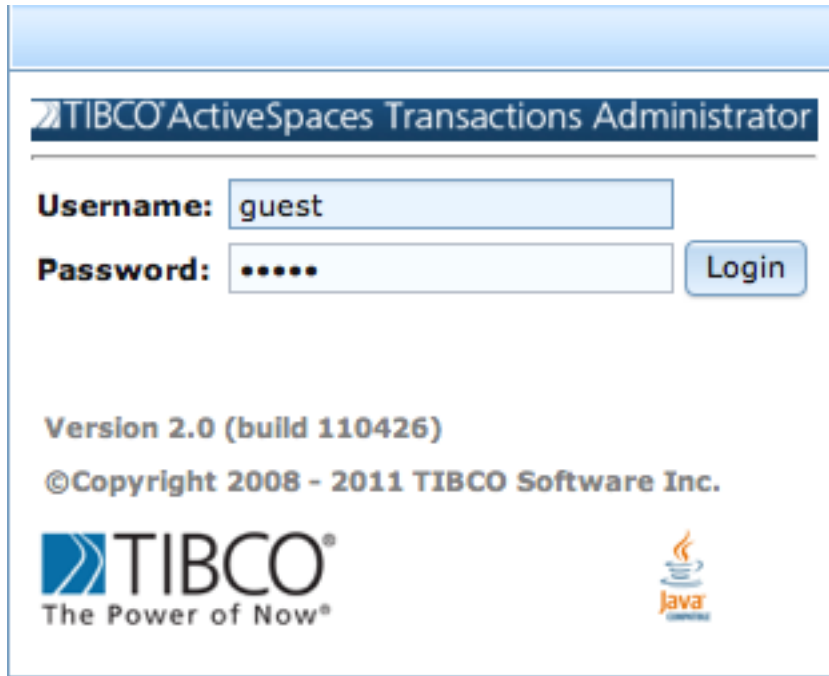 TIBCO® ActiveSpaces Transactions Administrator
Username: guest
Password: •••••
Login
Version 2.0 (build 110426)
©Copyright 2008 - 2011 TIBCO Software Inc.
TIBCO®
The Power of Now®
Java
COMPATIBLE